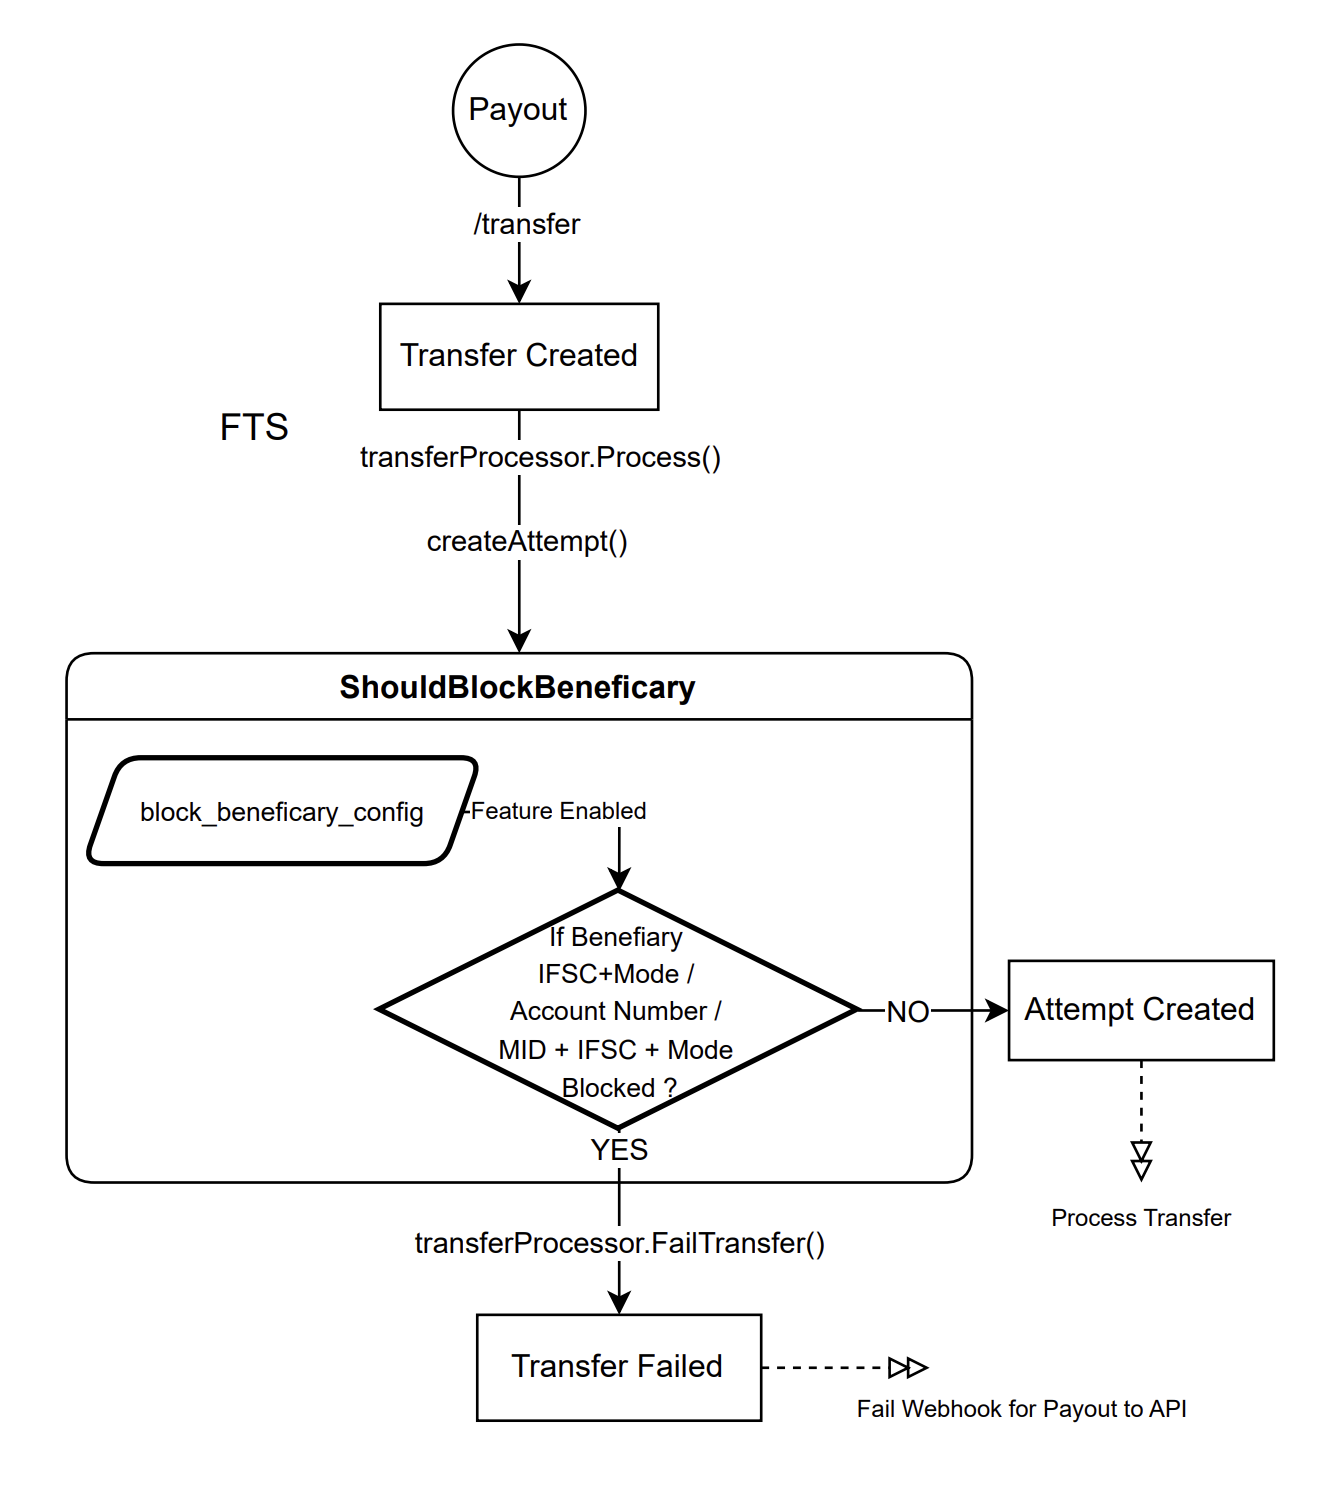 Payout
/transfer
Transfer Created
FTS
transferProcessor.Process()
createAttempt()
ShouldBlockBeneficary
block_beneficary_config
Feature Enabled
If Benefiary
IFSC+Mode /
Account Number /
MID + IFSC + Mode
Blocked ?
NO
Attempt Created
YES
Process Transfer
transferProcessor.FailTransfer()
Transfer Failed
Fail Webhook for Payout to API